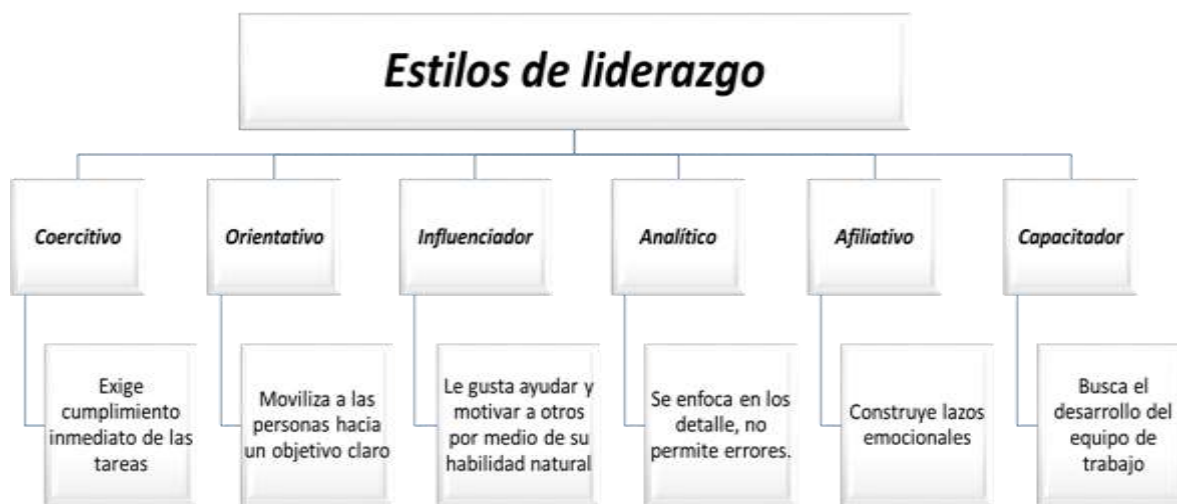 Estilos de liderazgo
Coercitivo
Orientativo
Influenciador
Analítico
Afiliativo
Capacitador
Exige
cumplimiento
inmediato de las
tareas
Moviliza a las
personas hacia
un objetivo claro
Le gusta ayudar y
motivar a otros
por medio de su
habilidad natural
Se enfoca en los
detalle, no
permite errores.
Construye lazos
emocionales
Busca el
desarrollo del
equipo de
trabajo